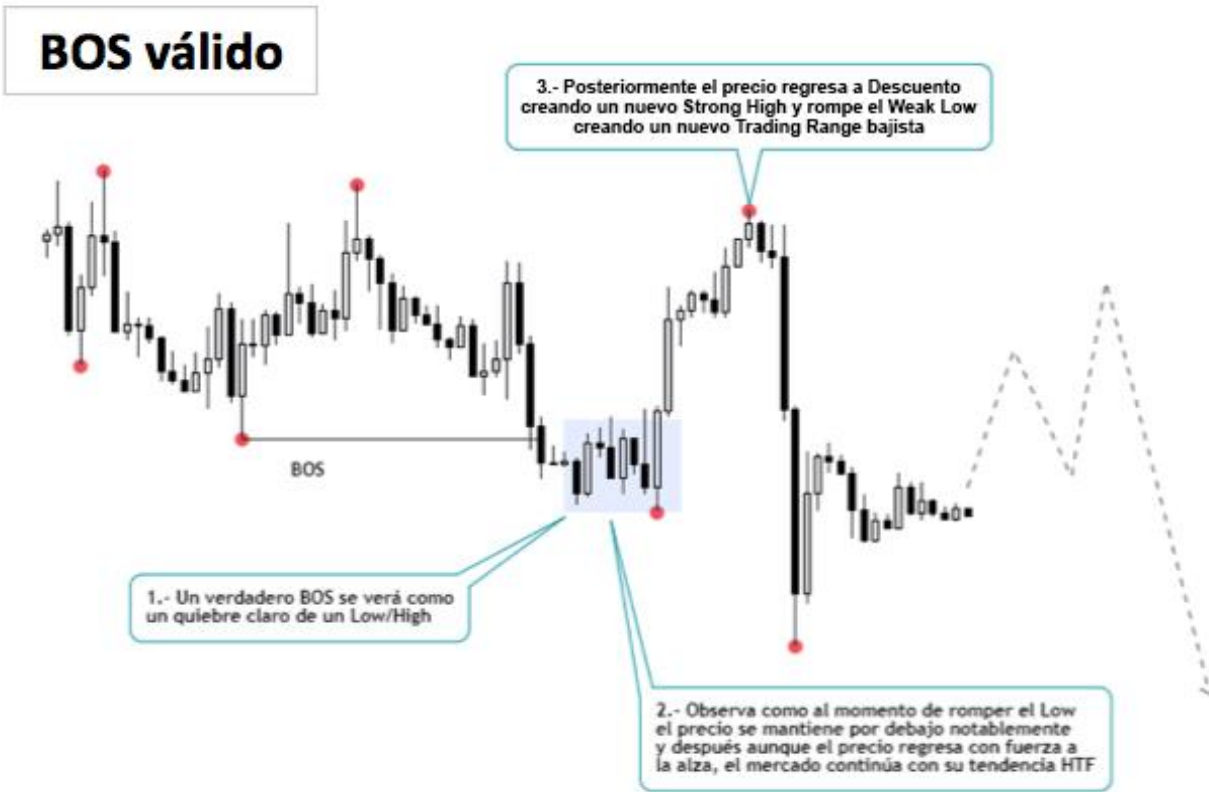 BOS válido
3.- Posteriormente el precio regresa a Descuento
creando un nuevo Strong High y rompe el Weak Low
creando un nuevo Trading Range bajista
BOS
1.- Un verdadero BOS se verá como
un quiebre claro de un Low/High
2.- Observa como al momento de romper el Low
el precio se mantiene por debajo notablemente
y después aunque el precio regresa con fuerza a
la alza, el mercado continúa con su tendencia HTF